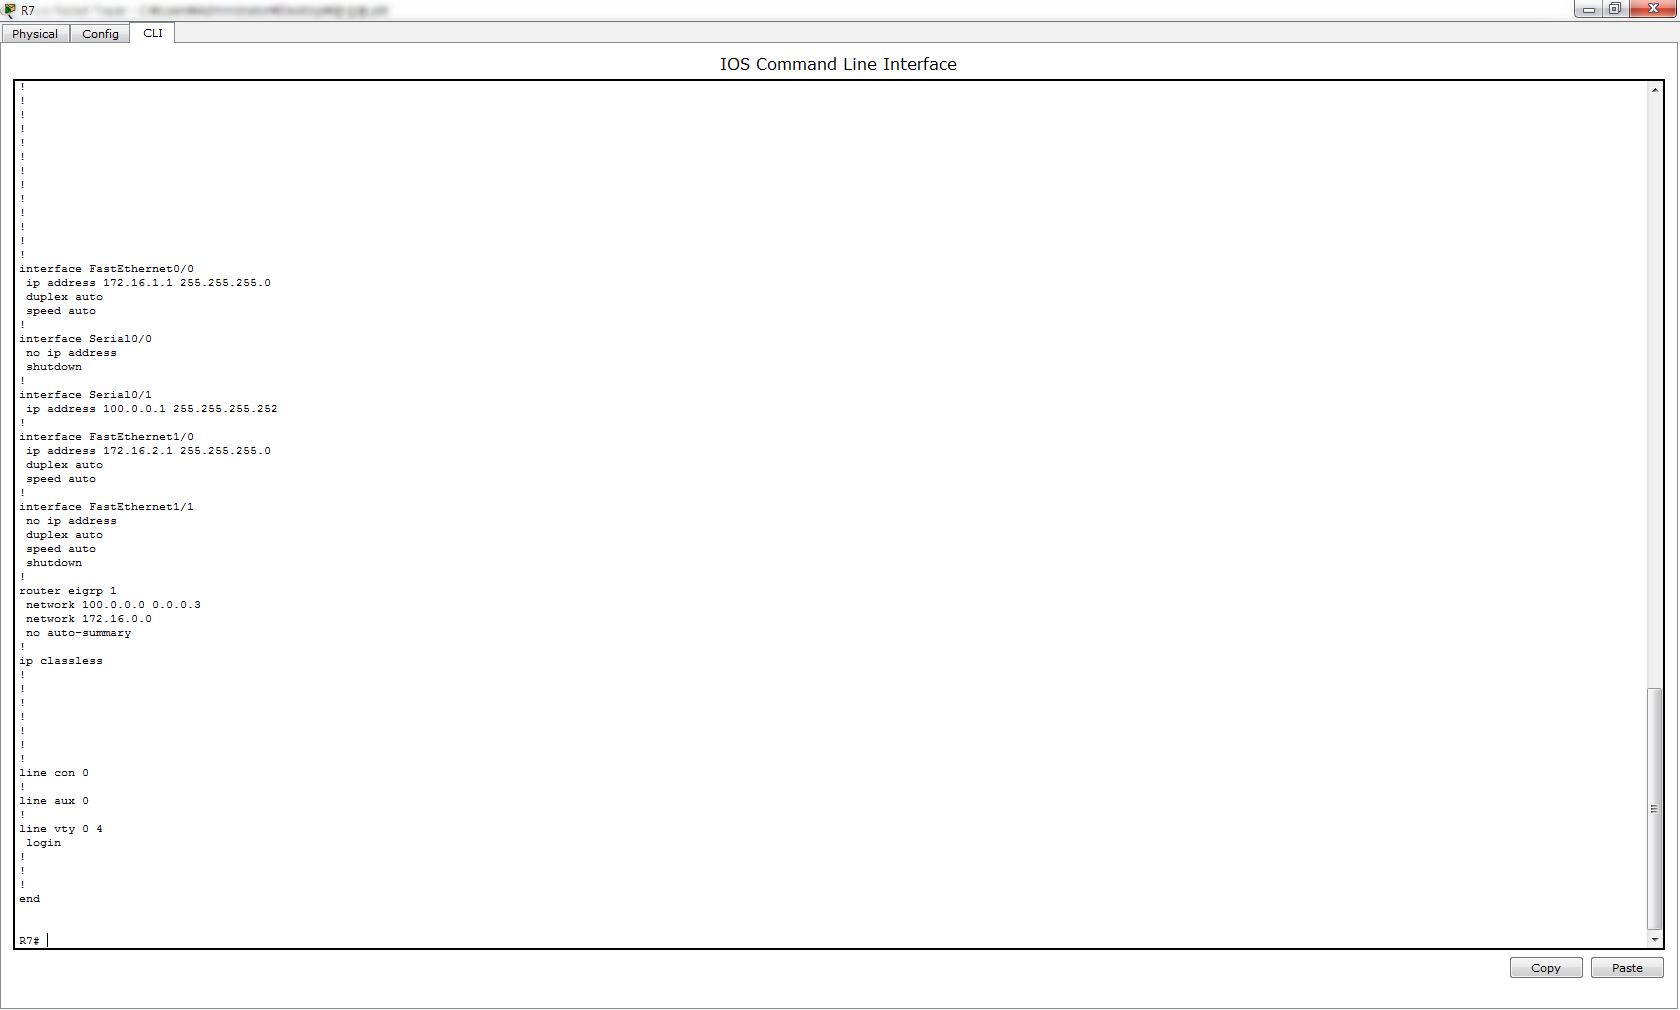 R7
Physical Config CLI
IOS Command Line Interface
!
!
!
!
!
!
!
!
!
!
!
!
!
interface FastEthernet0/0
 ip address 172.16.1.1 255.255.255.0
 duplex auto
 speed auto
!
interface Serial0/0
 no ip address
 shutdown
!
interface Serial0/1
 ip address 100.0.0.1 255.255.255.252
!
interface FastEthernet1/0
 ip address 172.16.2.1 255.255.255.0
 duplex auto
 speed auto
!
interface FastEthernet1/1
 no ip address
 duplex auto
 speed auto
 shutdown
!
router eigrp 1
 network 100.0.0.0 0.0.0.3
 network 172.16.0.0
 no auto-summary
!
ip classless
!
!
!
!
!
!
!
line con 0
!
line aux 0
!
line vty 0 4
 login
!
!
!
end
R7#
Copy Paste